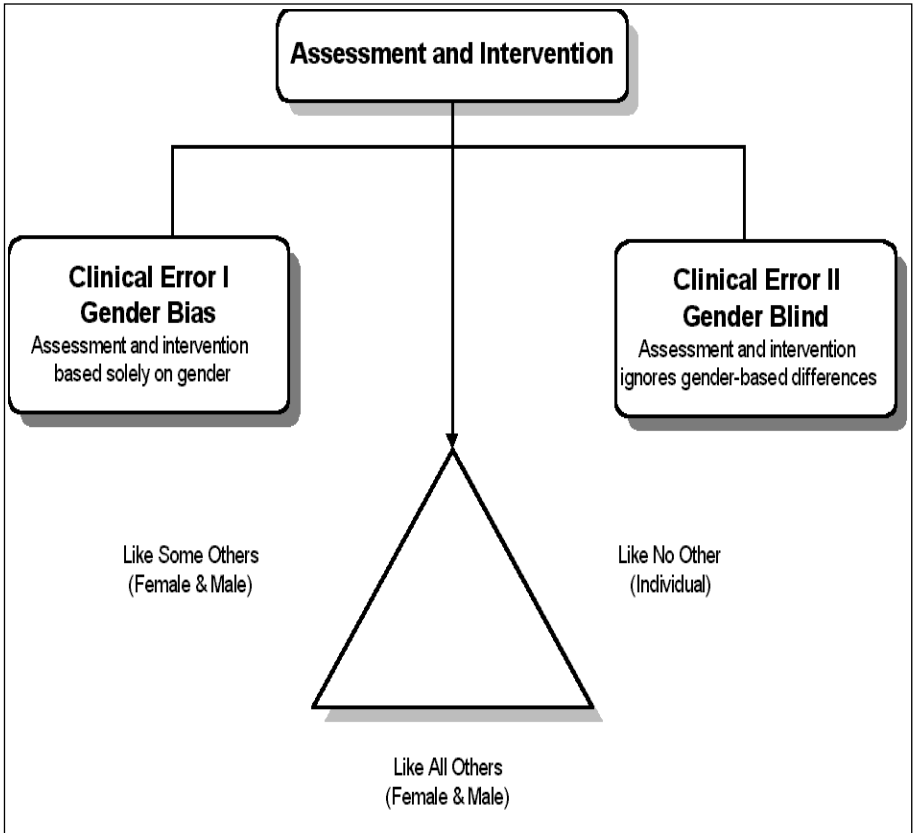 Assessment and Intervention
Clinical Error I
Gender Bias
Assessment and intervention
based solely on gender
Clinical Error II
Gender Blind
Assessment and intervention
ignores gender-based differences
Like Some Others
(Female & Male)
Like No Other
(Individual)
Like All Others
(Female & Male)